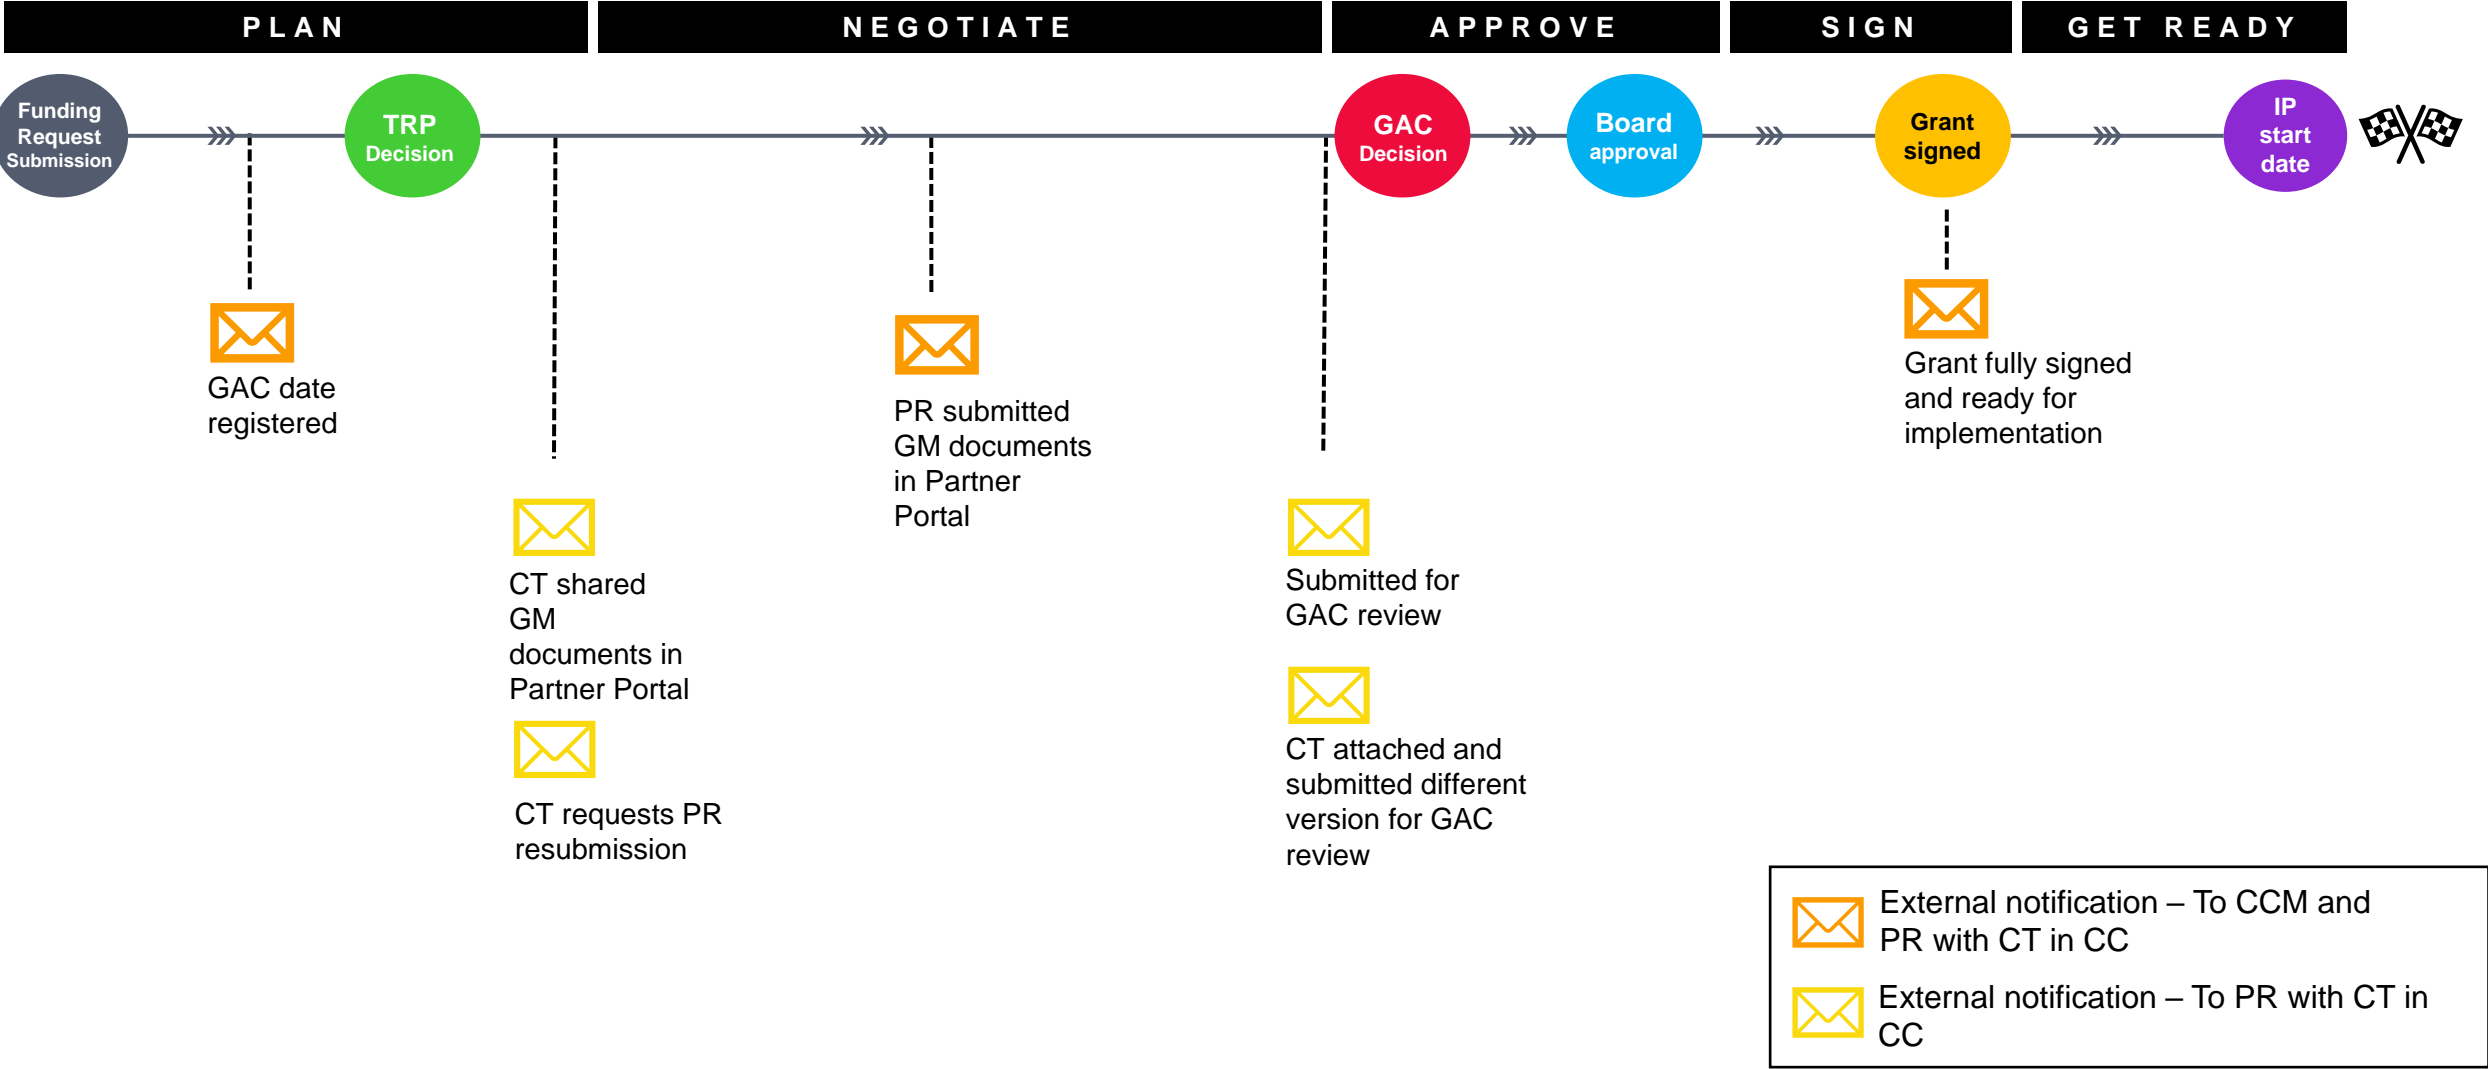 PLAN
NEGOTIATE
APPROVE
SIGN
GET READY
Funding
Request
Submission
TRP
Decision
GAC
Decision
Board
approval
Grant
signed
IP
start
date
GAC date
registered
CT shared
GM
documents in
Partner Portal
CT requests PR
resubmission
PR submitted
GM documents
in Partner
Portal
Submitted for
GAC review
CT attached and
submitted different
version for GAC
review
Grant fully signed
and ready for
implementation
External notification – To CCM and
PR with CT in CC
External notification – To PR with CT in
CC